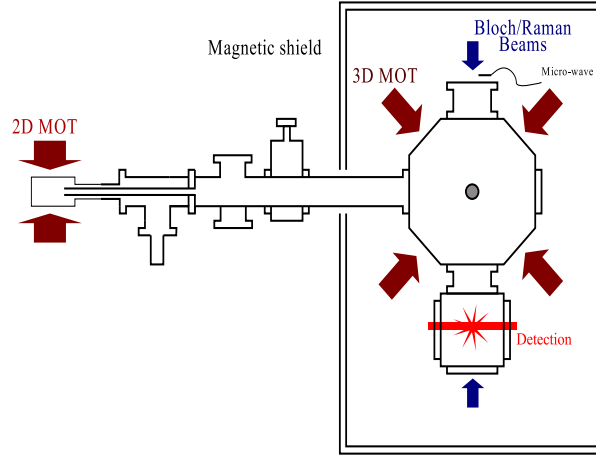 Bloch/Raman
Beams
Magnetic shield
3D MOT
Micro-wave
2D MOT
Detection